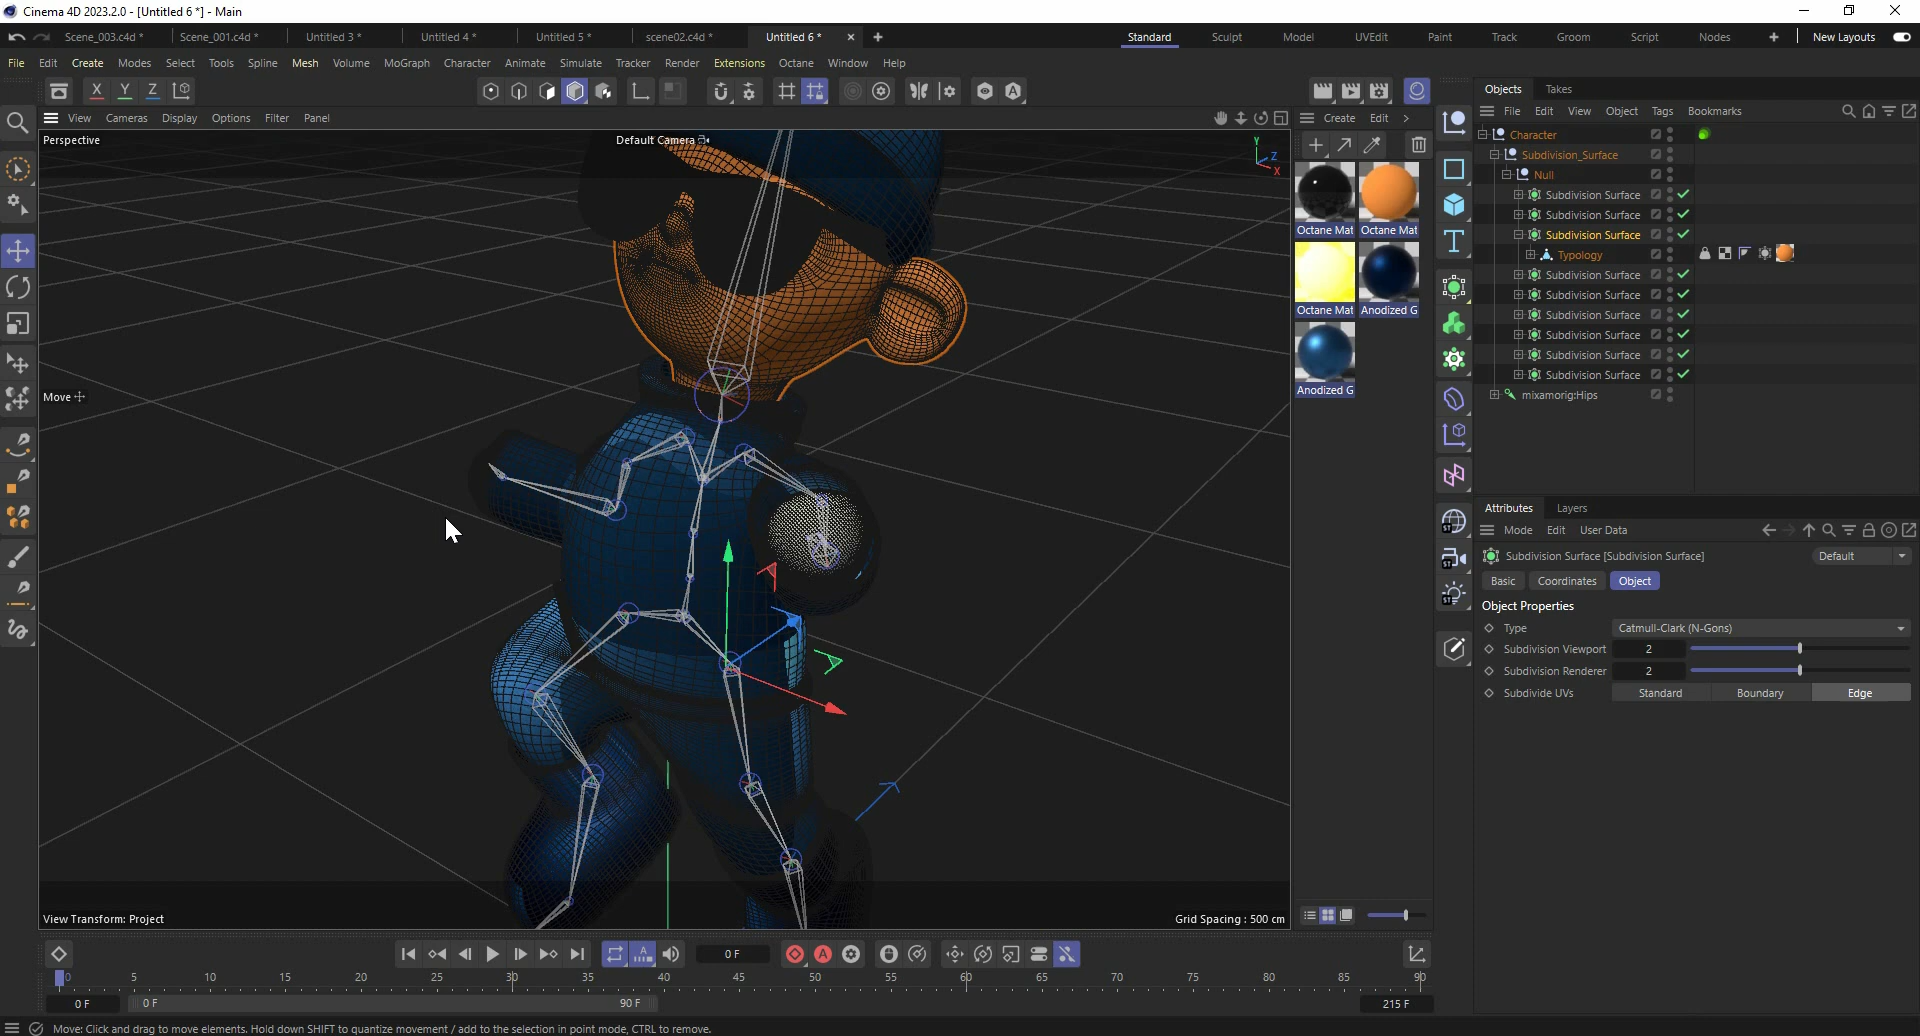 Cinema 4D 2023.2.0 - [Untitled 6 *] - Main
Scene_003.c4d * Scene_001.c4d * Untitled 3 * Untitled 4 * Untitled 5 * scene02.c4d * Untitled 6 * Standard Sculpt Model UVEdit Paint Track Groom Script Nodes New Layouts
File Edit Create Modes Select Tools Spline Mesh Volume MoGraph Character Animate Simulate Tracker Render Extensions Octane Window Help
X Y Z
Objects Takes
File Edit View Object Tags Bookmarks
View Cameras Display Options Filter Panel
Create Edit
Perspective
Default Camera
Y
Z
X
Character
Subdivision_Surface
Null
Subdivision Surface
Subdivision Surface
Subdivision Surface
Typology
Subdivision Surface
Subdivision Surface
Subdivision Surface
Subdivision Surface
Subdivision Surface
Subdivision Surface
mixamorig:Hips
Octane Mat Octane Mat
Octane Mat Anodized G
Anodized G
Move
Attributes Layers
Mode Edit User Data
Subdivision Surface [Subdivision Surface]
Default
Basic Coordinates Object
Object Properties
Type Catmull-Clark (N-Gons)
Subdivision Viewport 2
Subdivision Renderer 2
Subdivide UVs Standard Boundary Edge
ST
ST
ST
View Transform: Project
Grid Spacing : 500 cm
0 F
0 5 10 15 20 25 30 35 40 45 50 55 60 65 70 75 80 85 90
0 F 0 F 90 F 215 F
Move: Click and drag to move elements. Hold down SHIFT to quantize movement / add to the selection in point mode, CTRL to remove.